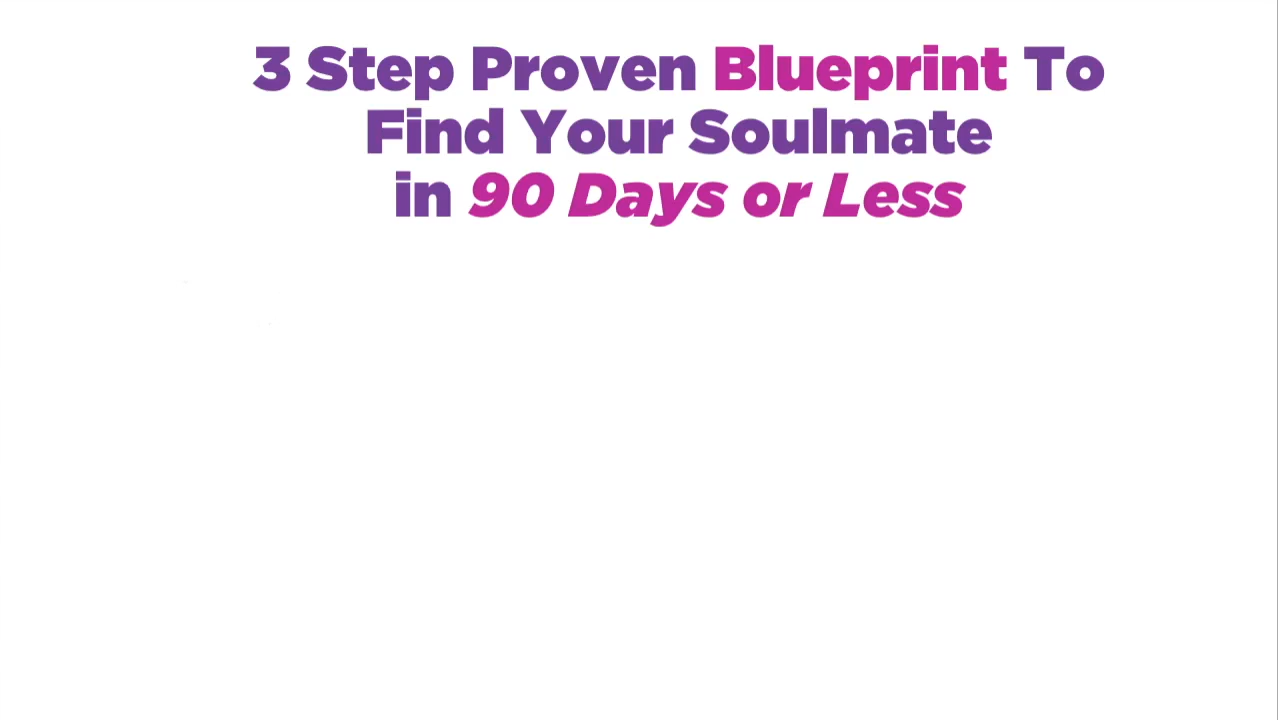 3 Step Proven Blueprint To
Find Your Soulmate
in 90 Days or Less